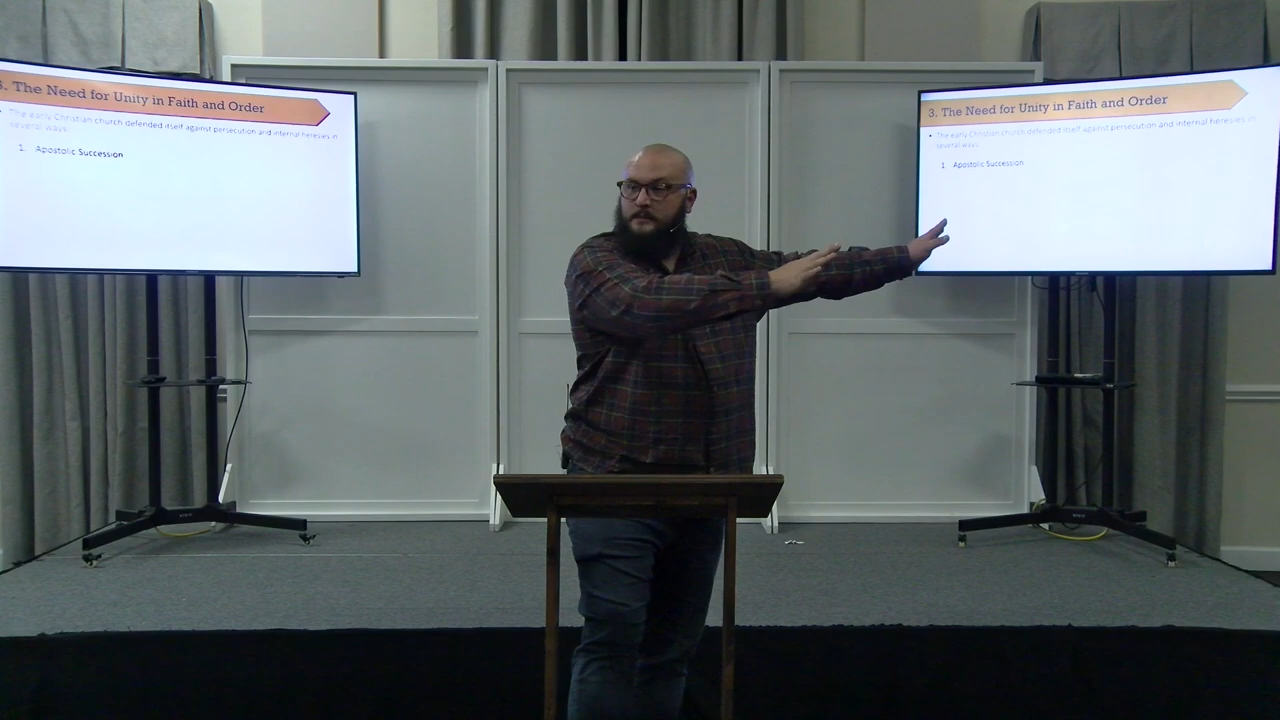 3. The Need for Unity in Faith and Order
• The early Christian church defended itself against persecution and internal heresies in
several ways:
1. Apostolic Succession
3. The Need for Unity in Faith and Order
• The early Christian church defended itself against persecution and internal heresies in
several ways:
1. Apostolic Succession